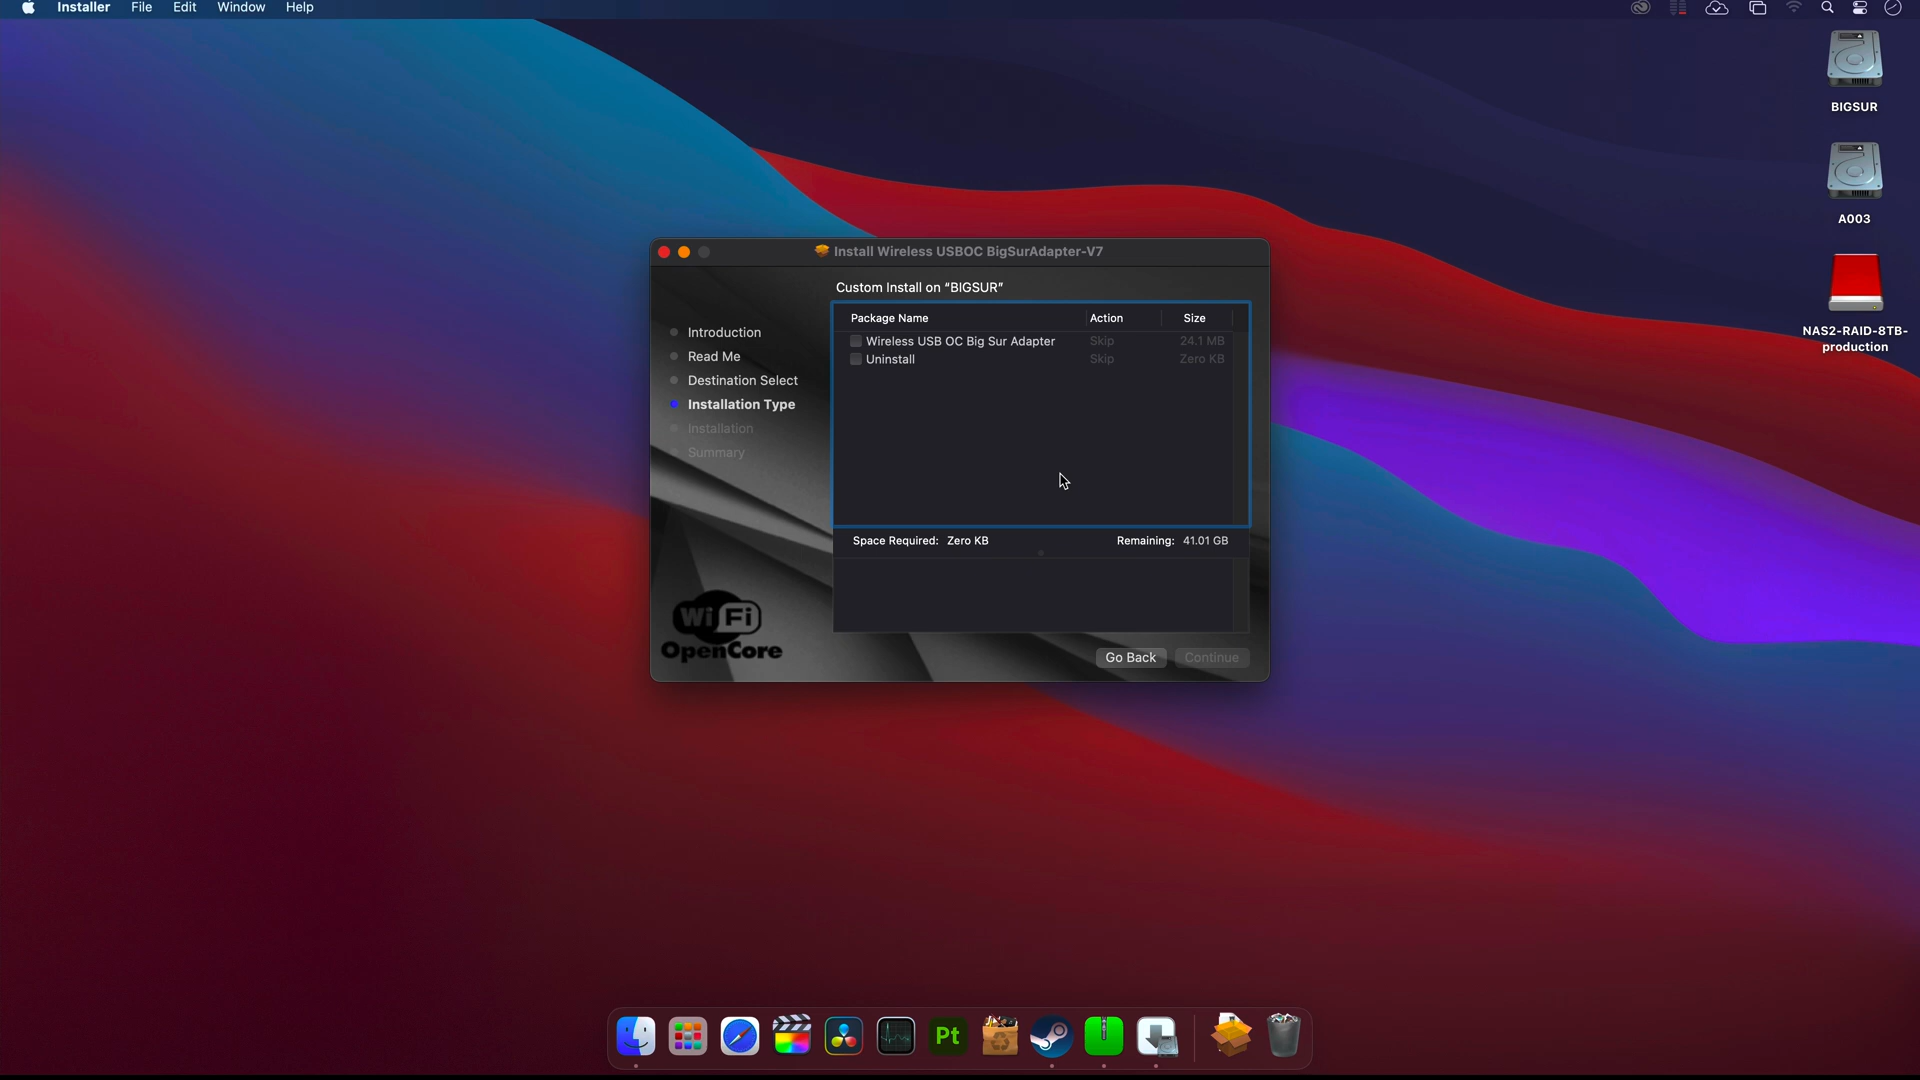 Installer File Edit Window Help
BIGSUR
A003
NAS2-RAID-8TB-
production
Install Wireless USBOC BigSurAdapter-V7
Custom Install on “BIGSUR”
Introduction
Read Me
Destination Select
Installation Type
Installation
Summary
Package Name Action Size
Wireless USB OC Big Sur Adapter Skip 24.1 MB
Uninstall Skip Zero KB
Space Required: Zero KB Remaining: 41.01 GB
WiFi
OpenCore
Go Back Continue
Pt